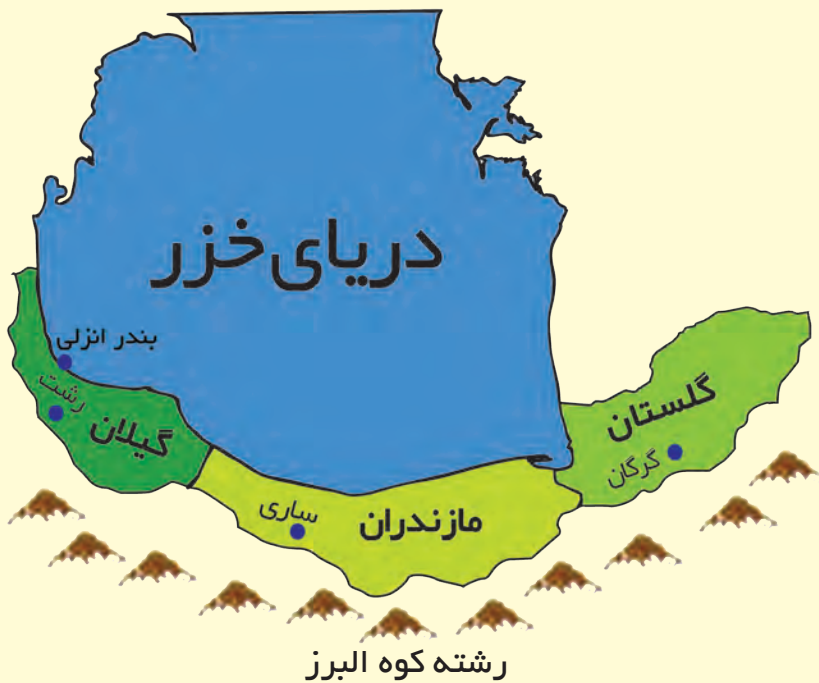 دریای خزر
بندر انزلی
رشت
گیلان
گلستان
گرگان
ساری
مازندران
رشته کوه البرز